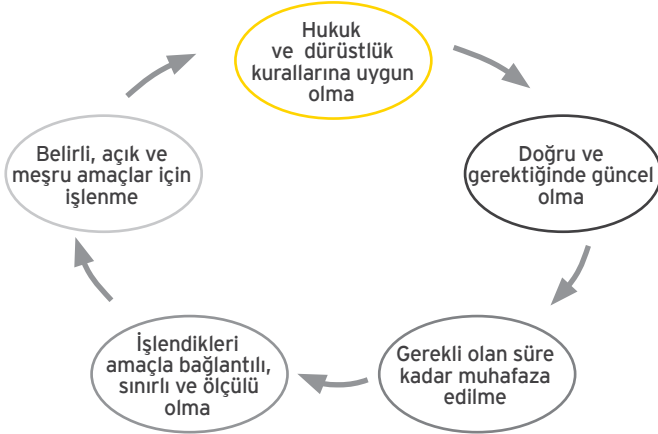 Hukuk
ve dürüstlük
kurallarına uygun
olma
Doğru ve
gerektiğinde güncel
olma
Gerekli olan süre
kadar muhafaza
edilme
İşlendikleri
amaçla bağlantılı,
sınırlı ve ölçülü
olma
Belirli, açık ve
meşru amaçlar için
işlenme